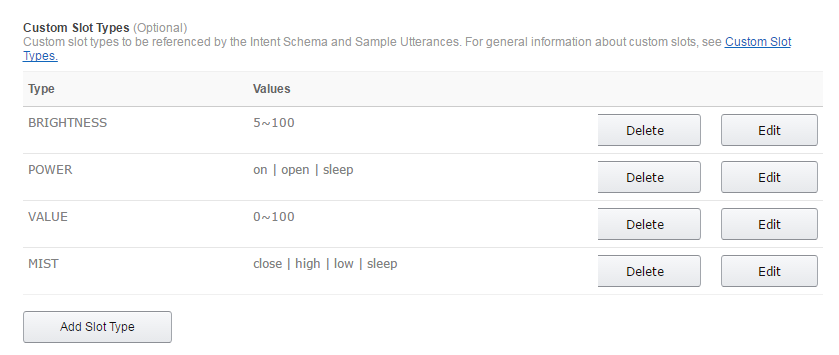 Custom Slot Types (Optional)
Custom slot types to be referenced by the Intent Schema and Sample Utterances. For general information about custom slots, see Custom Slot
Types.
Type Values
BRIGHTNESS 5~100 Delete Edit
POWER on | open | sleep Delete Edit
VALUE 0~100 Delete Edit
MIST close | high | low | sleep Delete Edit
Add Slot Type